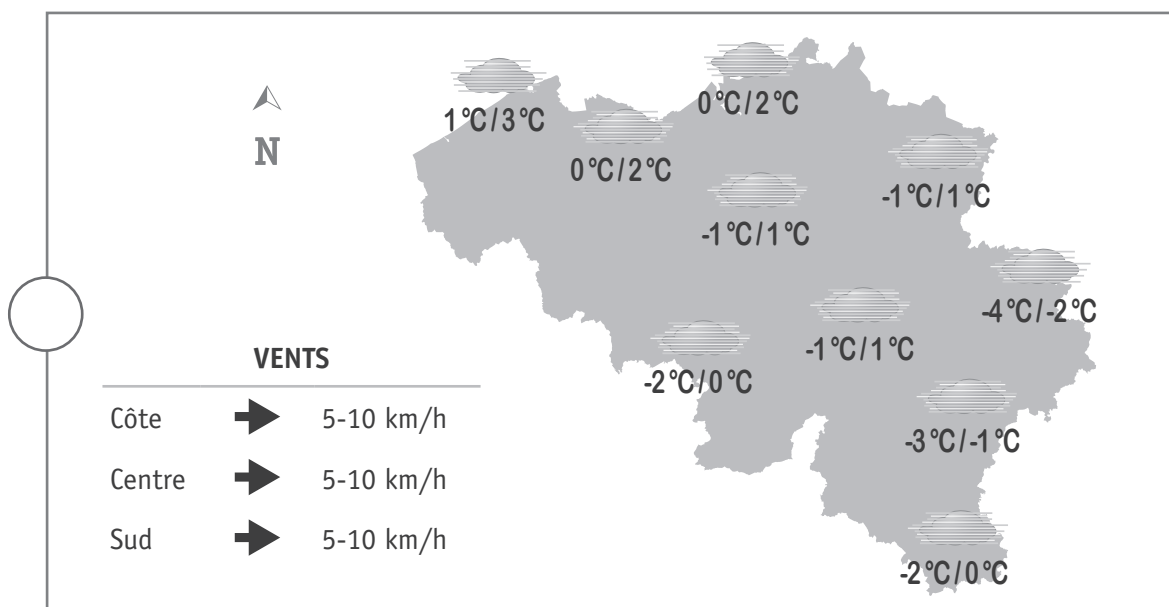 N
1°C/3°C
0°C/2°C
0°C/2°C
-1°C/1°C
-1°C/1°C
-4°C/-2°C
-1°C/1°C
-2°C/0°C
-3°C/-1°C
-2°C/0°C
VENTS
Côte 5-10 km/h
Centre 5-10 km/h
Sud 5-10 km/h